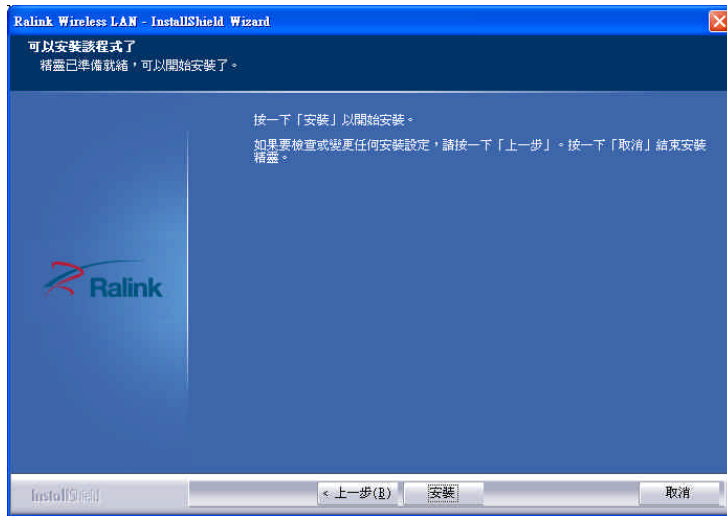 Ralink Wireless LAN - InstallShield Wizard
可以安裝該程式了
精靈已準備就緒，可以開始安裝了。
按一下「安裝」以開始安裝。
如果要檢查或變更任何安裝設定，請按一下「上一步」。按一下「取消」結束安裝
精靈。
Ralink
InstallShield
< 上一步(B)
安裝
取消